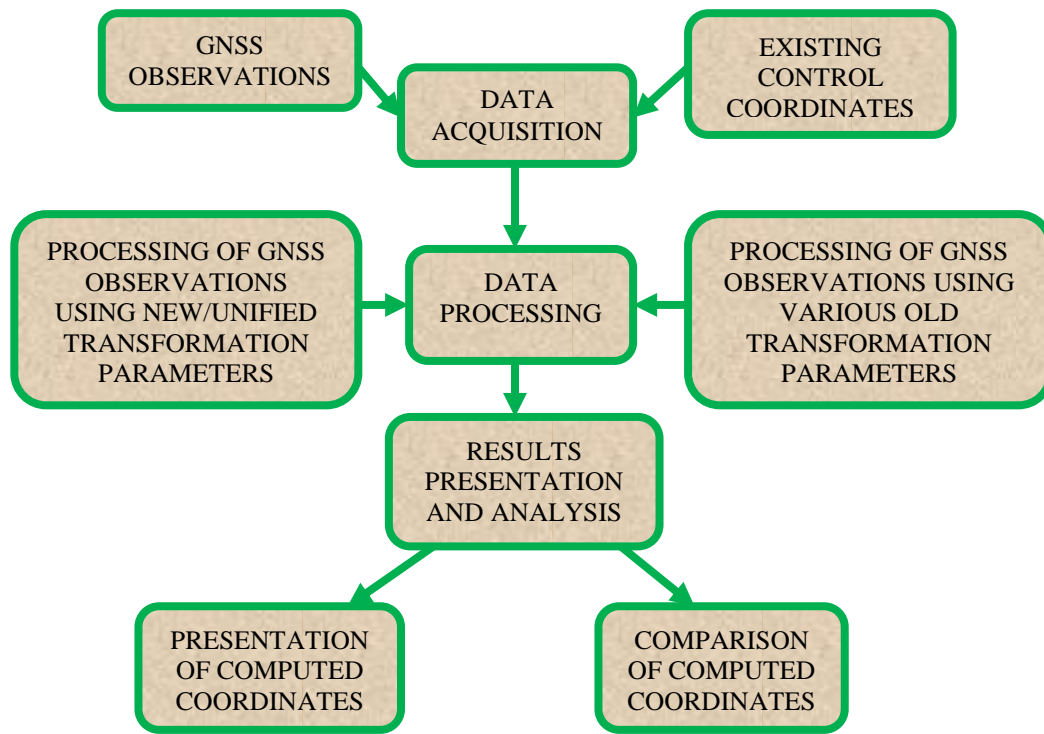 GNSS
OBSERVATIONS
EXISTING
CONTROL
COORDINATES
DATA
ACQUISITION
PROCESSING OF GNSS
OBSERVATIONS
USING NEW/UNIFIED
TRANSFORMATION
PARAMETERS
DATA
PROCESSING
PROCESSING OF GNSS
OBSERVATIONS USING
VARIOUS OLD
TRANSFORMATION
PARAMETERS
RESULTS
PRESENTATION
AND ANALYSIS
PRESENTATION
OF COMPUTED
COORDINATES
COMPARISON
OF COMPUTED
COORDINATES